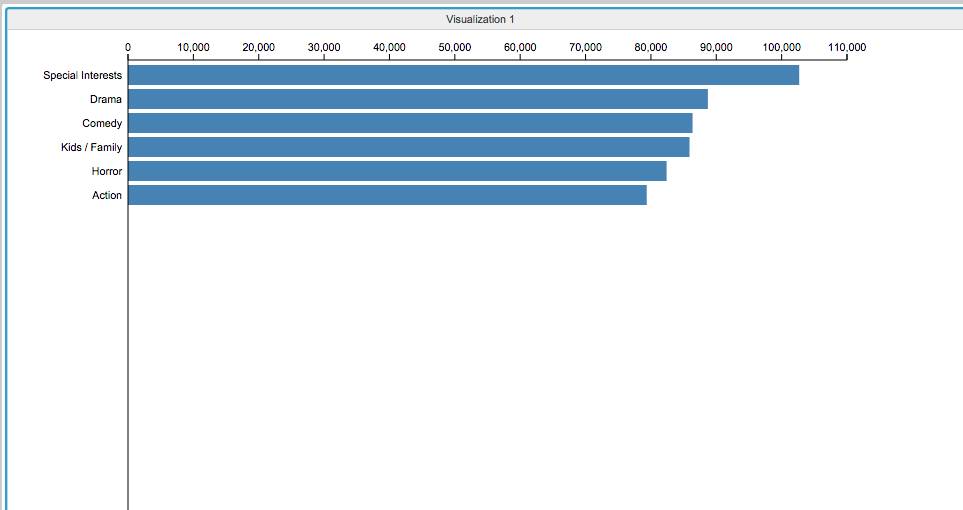 Visualization 1
0 10,000 20,000 30,000 40,000 50,000 60,000 70,000 80,000 90,000 100,000 110,000
Special Interests
Drama
Comedy
Kids / Family
Horror
Action